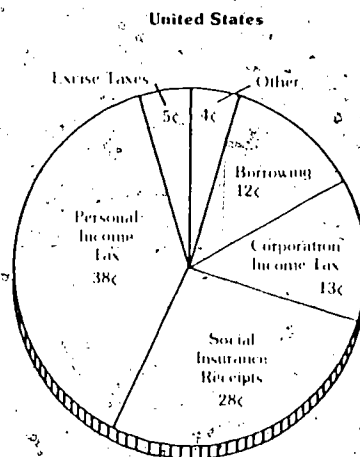 United States
Excise Taxes
5¢
Other
4¢
Borrowing
12¢
Corporation
Income Tax
13¢
Social
Insurance
Receipts
28¢
Personal
Income
Tax
38¢